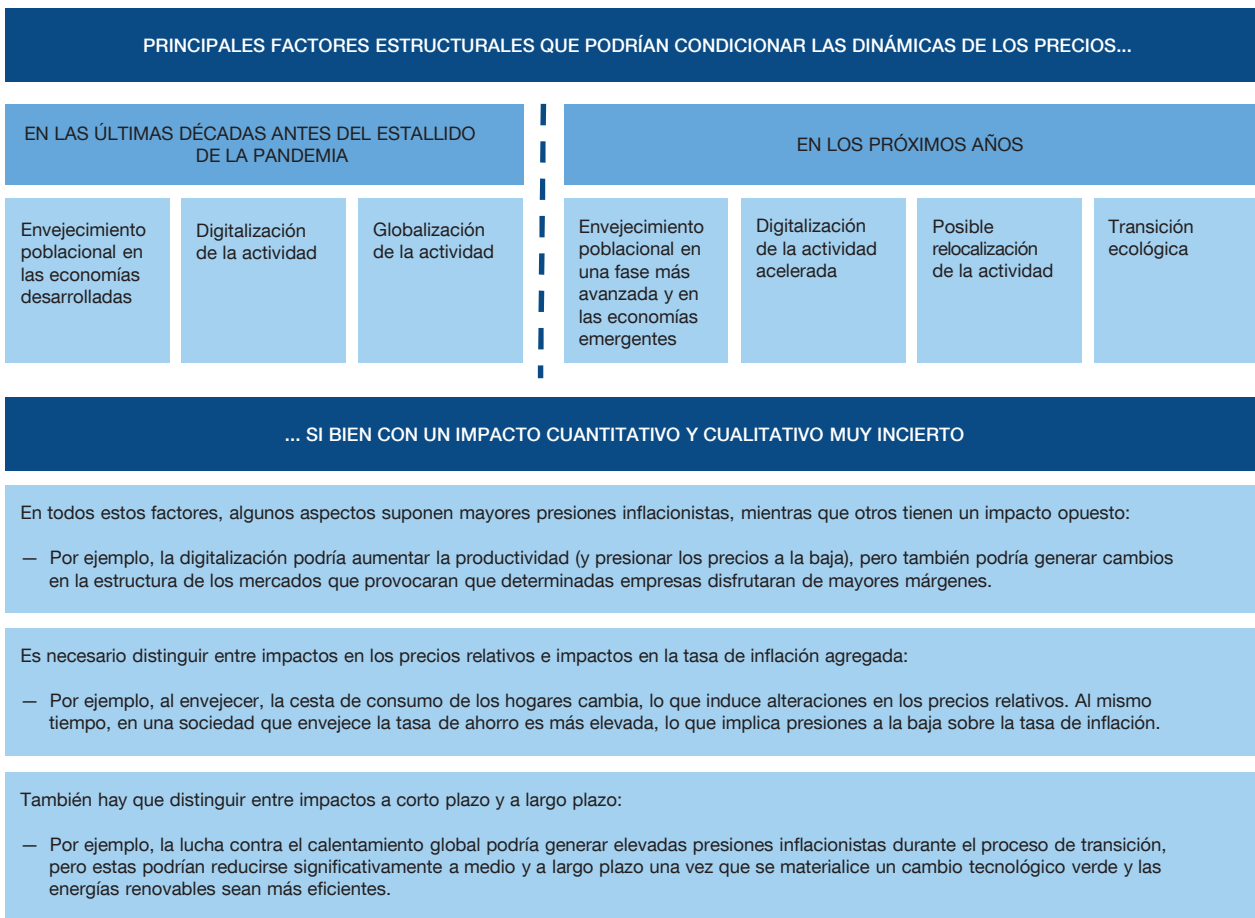 PRINCIPALES FACTORES ESTRUCTURALES QUE PODRÍAN CONDICIONAR LAS DINÁMICAS DE LOS PRECIOS...
EN LAS ÚLTIMAS DÉCADAS ANTES DEL ESTALLIDO
DE LA PANDEMIA
Envejecimiento
poblacional en
las economías
desarrolladas
Digitalización
de la actividad
Globalización
de la actividad
EN LOS PRÓXIMOS AÑOS
Envejecimiento
poblacional en
una fase más
avanzada y en
las economías
emergentes
Digitalización
de la actividad
acelerada
Posible
relocalización
de la actividad
Transición
ecológica
... SI BIEN CON UN IMPACTO CUANTITATIVO Y CUALITATIVO MUY INCIERTO
En todos estos factores, algunos aspectos suponen mayores presiones inflacionistas, mientras que otros tienen un impacto opuesto:
— Por ejemplo, la digitalización podría aumentar la productividad (y presionar los precios a la baja), pero también podría generar cambios
en la estructura de los mercados que provocaran que determinadas empresas disfrutaran de mayores márgenes.
Es necesario distinguir entre impactos en los precios relativos e impactos en la tasa de inflación agregada:
— Por ejemplo, al envejecer, la cesta de consumo de los hogares cambia, lo que induce alteraciones en los precios relativos. Al mismo
tiempo, en una sociedad que envejece la tasa de ahorro es más elevada, lo que implica presiones a la baja sobre la tasa de inflación.
También hay que distinguir entre impactos a corto plazo y a largo plazo:
— Por ejemplo, la lucha contra el calentamiento global podría generar elevadas presiones inflacionistas durante el proceso de transición,
pero estas podrían reducirse significativamente a medio y a largo plazo una vez que se materialice un cambio tecnológico verde y las
energías renovables sean más eficientes.